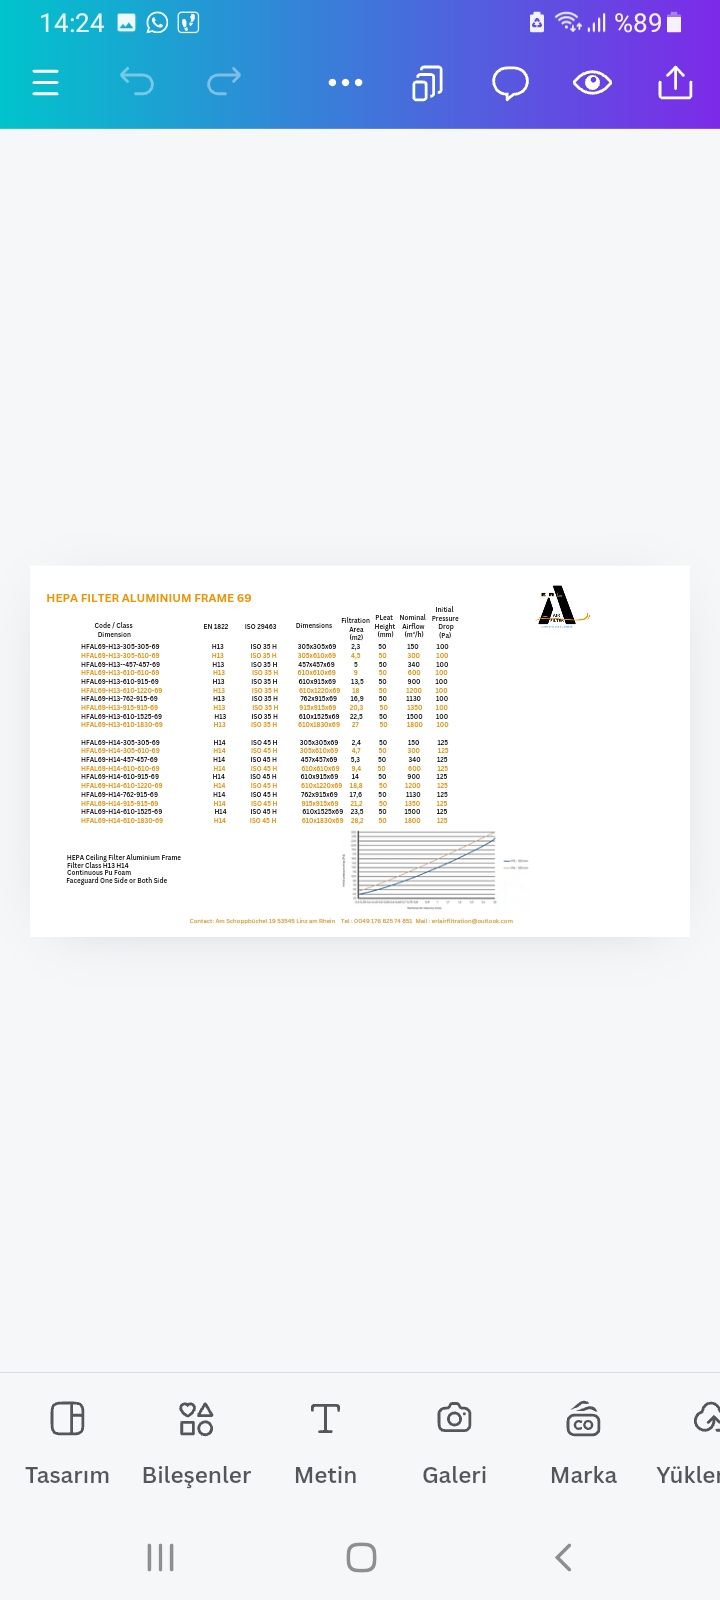 14:24
%89
HEPA FILTER ALUMINIUM FRAME 69
Code / Class Dimension EN 1822 ISO 29463 Dimensions Filtration Area (m2) PLeat Height (mm) Nominal Airflow (m³/h) Initial Pressure Drop (Pa)
HFAL69-H13-305-305-69 H13 ISO 35 H 305x305x69 2,3 50 150 100
HFAL69-H13-305-610-69 H13 ISO 35 H 305x610x69 4,5 50 300 100
HFAL69-H13--457-457-69 H13 ISO 35 H 457x457x69 5 50 340 100
HFAL69-H13-610-610-69 H13 ISO 35 H 610x610x69 9 50 600 100
HFAL69-H13-610-915-69 H13 ISO 35 H 610x915x69 13,5 50 900 100
HFAL69-H13-610-1220-69 H13 ISO 35 H 610x1220x69 18 50 1200 100
HFAL69-H13-762-915-69 H13 ISO 35 H 762x915x69 16,9 50 1130 100
HFAL69-H13-915-915-69 H13 ISO 35 H 915x915x69 20,3 50 1350 100
HFAL69-H13-610-1525-69 H13 ISO 35 H 610x1525x69 22,5 50 1500 100
HFAL69-H13-610-1830-69 H13 ISO 35 H 610x1830x69 27 50 1800 100
HFAL69-H14-305-305-69 H14 ISO 45 H 305x305x69 2,4 50 150 125
HFAL69-H14-305-610-69 H14 ISO 45 H 305x610x69 4,7 50 300 125
HFAL69-H14-457-457-69 H14 ISO 45 H 457x457x69 5,3 50 340 125
HFAL69-H14-610-610-69 H14 ISO 45 H 610x610x69 9,4 50 600 125
HFAL69-H14-610-915-69 H14 ISO 45 H 610x915x69 14 50 900 125
HFAL69-H14-610-1220-69 H14 ISO 45 H 610x1220x69 18,8 50 1200 125
HFAL69-H14-762-915-69 H14 ISO 45 H 762x915x69 17,6 50 1130 125
HFAL69-H14-915-915-69 H14 ISO 45 H 915x915x69 21,2 50 1350 125
HFAL69-H14-610-1525-69 H14 ISO 45 H 610x1525x69 23,5 50 1500 125
HFAL69-H14-610-1830-69 H14 ISO 45 H 610x1830x69 28,2 50 1800 125
HEPA Ceiling Filter Aluminium Frame
Filter Class H13 H14
Continuous Pu Foam
Faceguard One Side or Both Side
Contact: Am Schoppbüchel 19 53545 Linz am Rhein Tel : 0049 176 625 74 851 Mail : erlairfiltration@outlook.com
Tasarım Bileşenler Metin Galeri Marka Yükler
CO